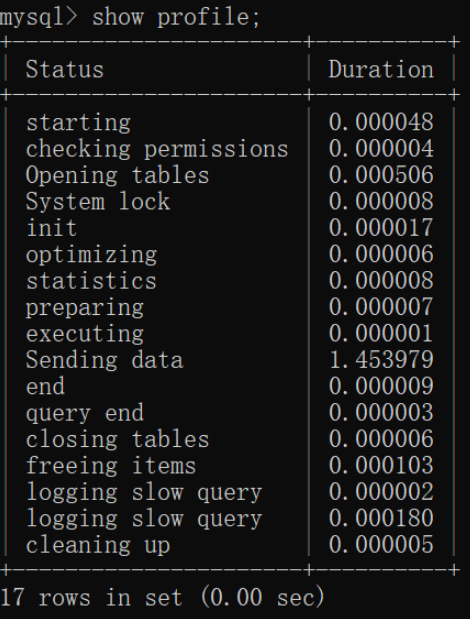 mysql> show profile;
+----------------------+----------+
| Status               | Duration |
+----------------------+----------+
| starting             | 0.000048 |
| checking permissions | 0.000004 |
| Opening tables       | 0.000506 |
| System lock          | 0.000008 |
| init                 | 0.000017 |
| optimizing           | 0.000006 |
| statistics           | 0.000008 |
| preparing            | 0.000007 |
| executing            | 0.000001 |
| Sending data         | 1.453979 |
| end                  | 0.000009 |
| query end            | 0.000003 |
| closing tables       | 0.000006 |
| freeing items        | 0.000103 |
| logging slow query   | 0.000002 |
| logging slow query   | 0.000180 |
| cleaning up          | 0.000005 |
+----------------------+----------+
17 rows in set (0.00 sec)